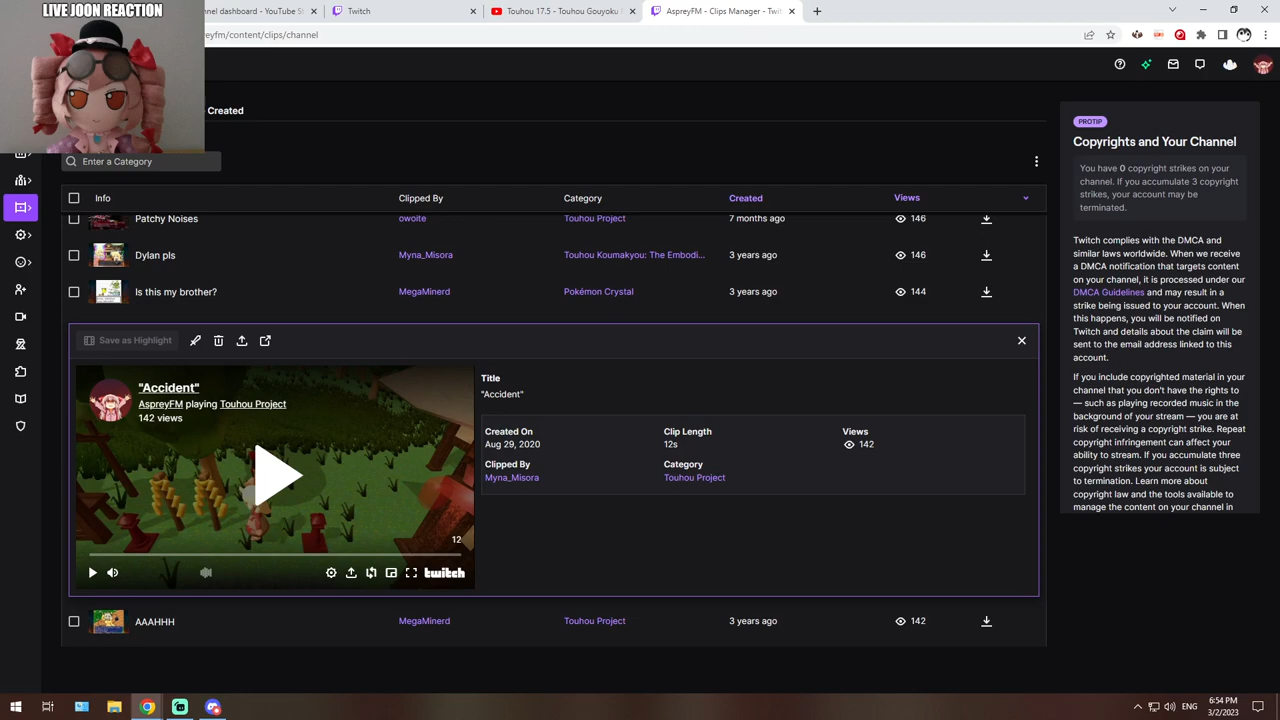 LIVE JOON REACTION
nnel dashboard - YouTube St
Twitch
Touhou 17.5 - Touhou Gouyoku
AspreyFM - Clips Manager - Twit
eyfm/content/clips/channel
Created
Enter a Category
Info Clipped By Category Created Views
Patchy Noises owoite Touhou Project 7 months ago 146
Dylan pls Myna_Misora Touhou Koumakyou: The Embodi... 3 years ago 146
Is this my brother? MegaMinerd Pokémon Crystal 3 years ago 144
Save as Highlight
"Accident"
AspreyFM playing Touhou Project
142 views
12
twitch
Title
"Accident"
Created On Clip Length Views
Aug 29, 2020 12s 142
Clipped By Category
Myna_Misora Touhou Project
AAAHHH MegaMinerd Touhou Project 3 years ago 142
PROTIP
Copyrights and Your Channel
You have 0 copyright strikes on your
channel. If you accumulate 3 copyright
strikes, your account may be
terminated.
Twitch complies with the DMCA and
similar laws worldwide. When we receive
a DMCA notification that targets content
on your channel, it is processed under our
DMCA Guidelines and may result in a
strike being issued to your account. When
this happens, you will be notified on
Twitch and details about the claim will be
sent to the email address linked to this
account.
If you include copyrighted material in your
channel that you don't have the rights to
— such as playing recorded music in the
background of your stream — you are at
risk of receiving a copyright strike. Repeat
copyright infringement can affect your
ability to stream. If you accumulate three
copyright strikes your account is subject
to termination. Learn more about
copyright law and the tools available to
manage the content on your channel in
ENG
6:54 PM
3/2/2023